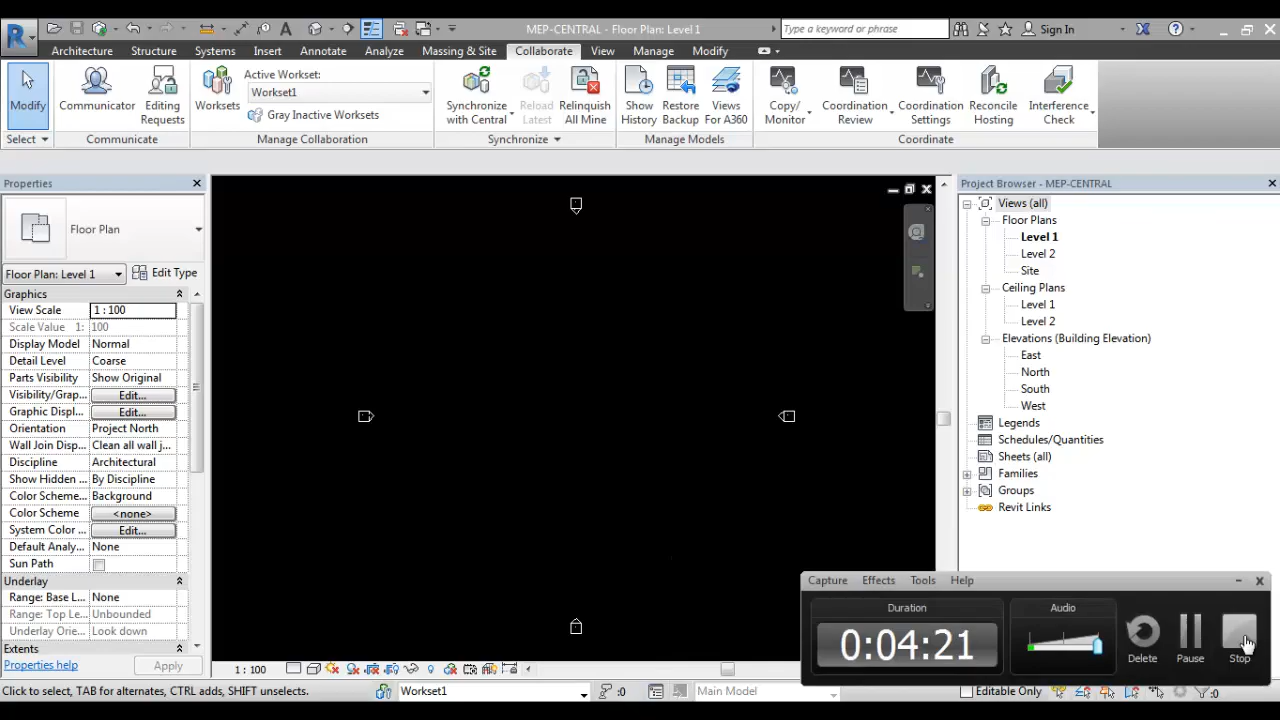 MEP-CENTRAL - Floor Plan: Level 1
Type a keyword or phrase
Sign In
Architecture Structure Systems Insert Annotate Analyze Massing & Site Collaborate View Manage Modify
Modify
Communicator
Editing Requests
Worksets
Active Workset:
Workset1
Gray Inactive Worksets
Synchronize with Central
Reload Latest
Relinquish All Mine
Show History
Restore Backup
Views For A360
Copy/ Monitor
Coordination Review
Coordination Settings
Reconcile Hosting
Interference Check
Select Communicate Manage Collaboration Synchronize Manage Models Coordinate
Properties
Floor Plan
Floor Plan: Level 1 Edit Type
Graphics
View Scale 1 : 100
Scale Value 1: 100
Display Model Normal
Detail Level Coarse
Parts Visibility Show Original
Visibility/Grap... Edit...
Graphic Displ... Edit...
Orientation Project North
Wall Join Disp... Clean all wall j...
Discipline Architectural
Show Hidden ... By Discipline
Color Scheme... Background
Color Scheme <none>
System Color ... Edit...
Default Analy... None
Sun Path
Underlay
Range: Base L... None
Range: Top Le... Unbounded
Underlay Orie... Look down
Extents
Properties help Apply
Project Browser - MEP-CENTRAL
Views (all)
Floor Plans
Level 1
Level 2
Site
Ceiling Plans
Level 1
Level 2
Elevations (Building Elevation)
East
North
South
West
Legends
Schedules/Quantities
Sheets (all)
Families
Groups
Revit Links
Capture Effects Tools Help
Duration Audio
0:04:21
Delete Pause Stop
1 : 100
Click to select, TAB for alternates, CTRL adds, SHIFT unselects.
Workset1
:0
Main Model
Editable Only
:0